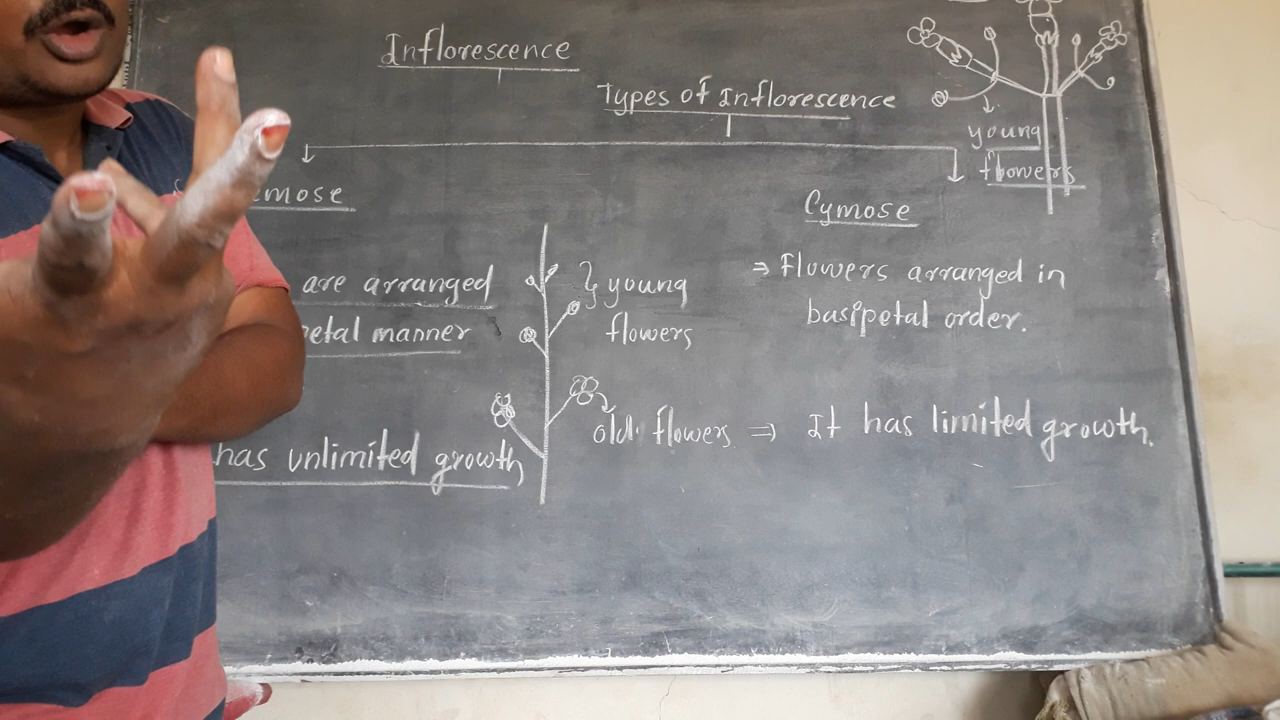 Inflorescence
Types of Inflorescence
young
flowers
emose
Cymose
are arranged
etal manner
young
flowers
⇒ Flowers arranged in
basipetal order.
old flowers
⇒ It has limited growth.
has unlimited growth